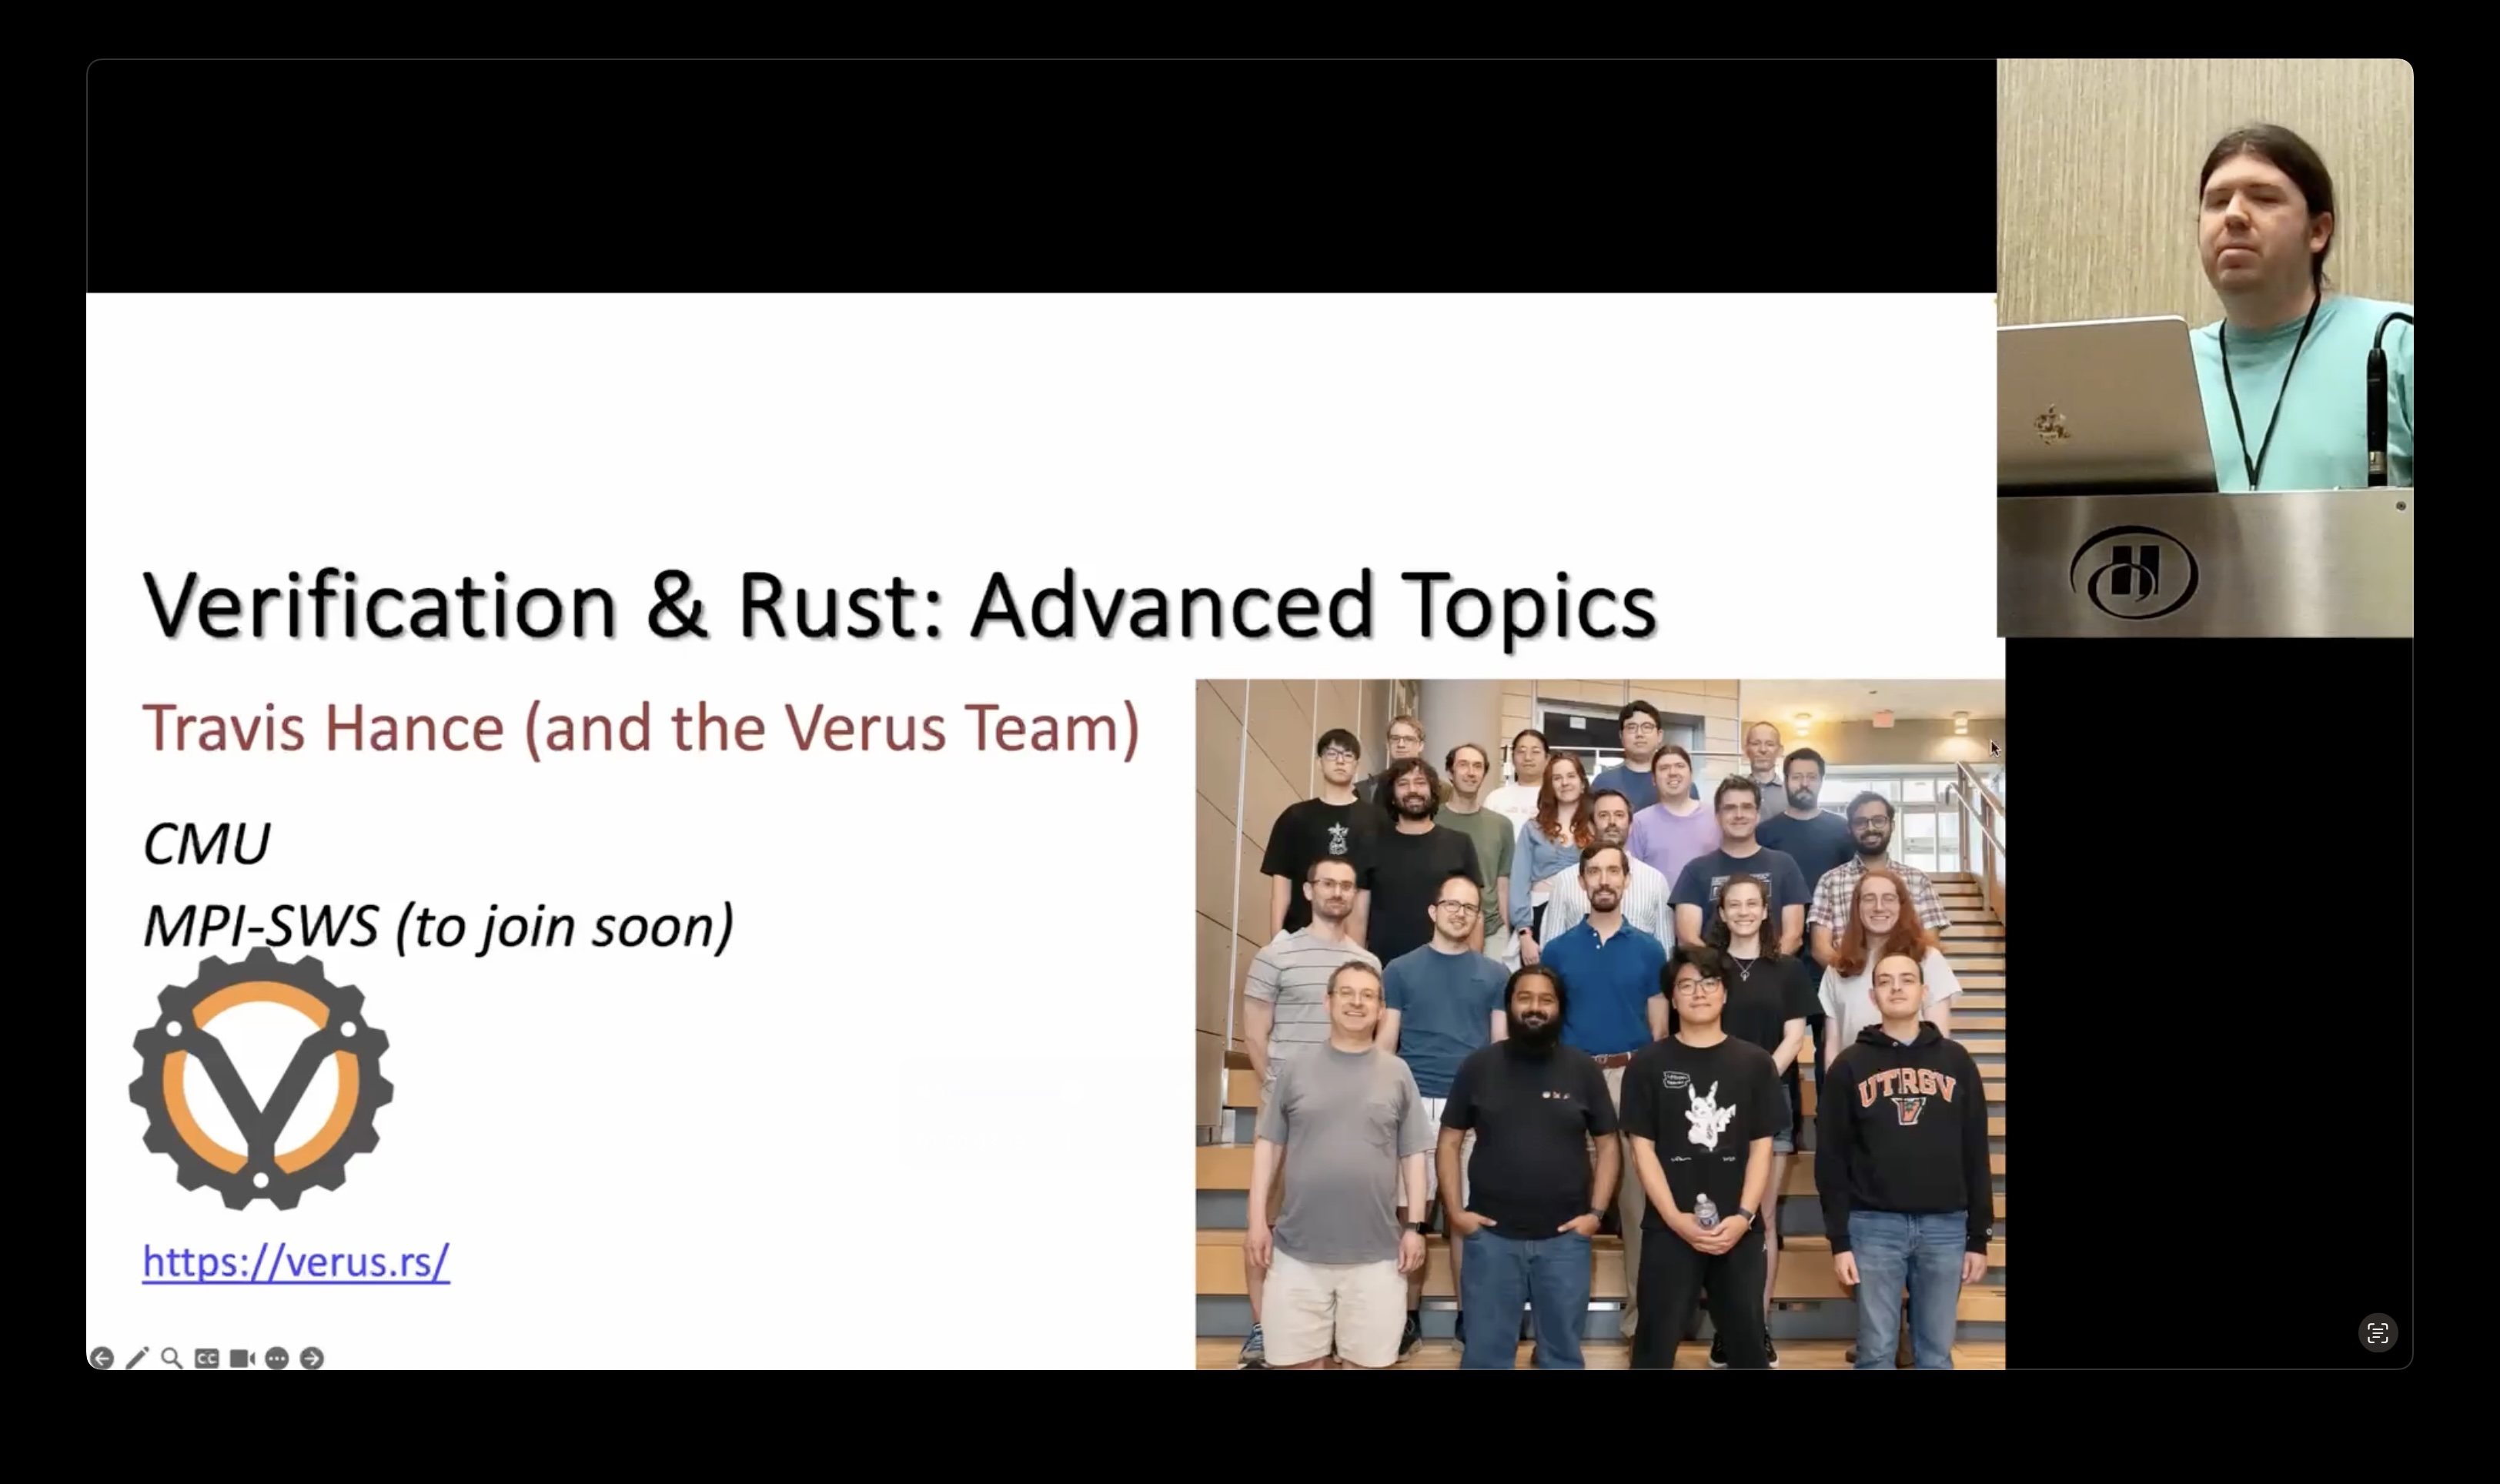 Verification & Rust: Advanced Topics
Travis Hance (and the Verus Team)
CMU
MPI-SWS (to join soon)
https://verus.rs/
CC
H
UTRGV